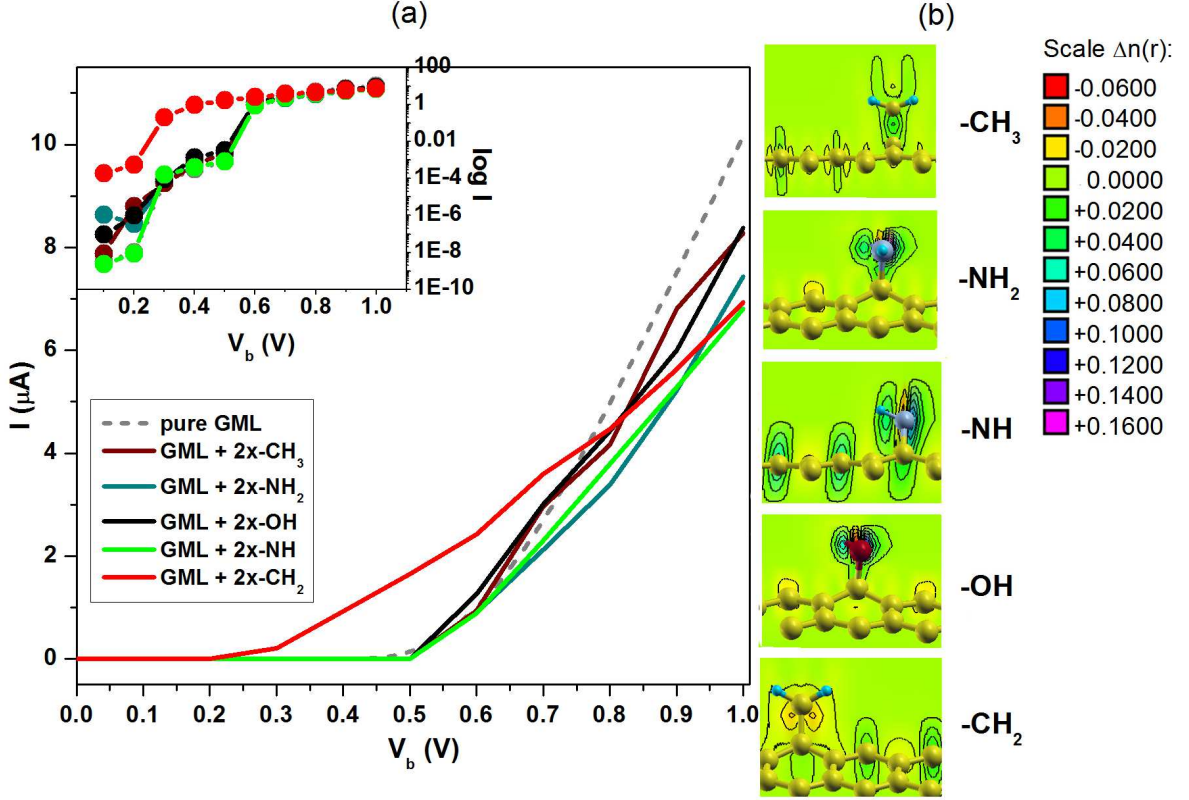 (a)
I (μA)
10
8
6
4
2
0
0.0 0.1 0.2 0.3 0.4 0.5 0.6 0.7 0.8 0.9 1.0
V_b (V)
100
1
0.01
1E-4
1E-6
1E-8
1E-10
log I
0.2 0.4 0.6 0.8 1.0
V_b (V)
pure GML
GML + 2x-CH₃
GML + 2x-NH₂
GML + 2x-OH
GML + 2x-NH
GML + 2x-CH₂
(b)
-CH₃
-NH₂
-NH
-OH
-CH₂
Scale Δn(r):
-0.0600
-0.0400
-0.0200
0.0000
+0.0200
+0.0400
+0.0600
+0.0800
+0.1000
+0.1200
+0.1400
+0.1600